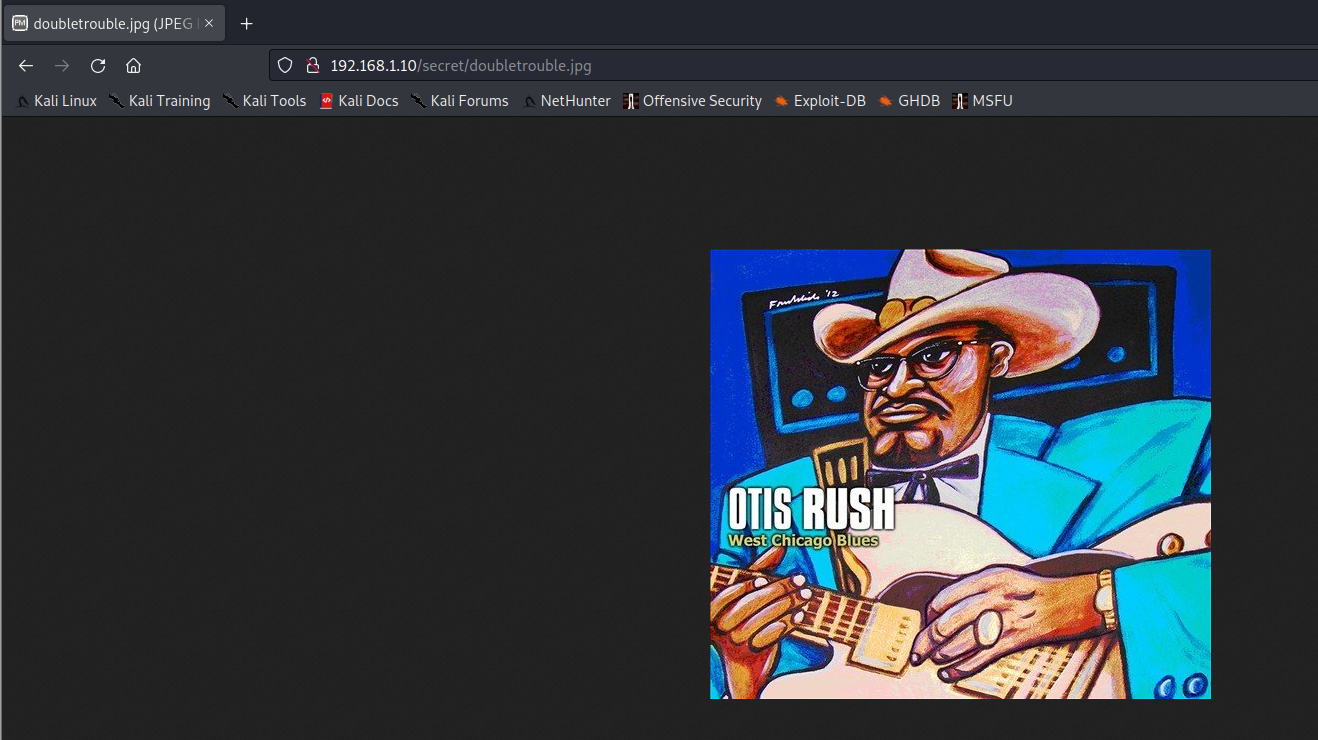 doubletrouble.jpg (JPEG
192.168.1.10/secret/doubletrouble.jpg
Kali Linux Kali Training Kali Tools Kali Docs Kali Forums NetHunter Offensive Security Exploit-DB GHDB MSFU
'12
OTIS RUSH
West Chicago Blues